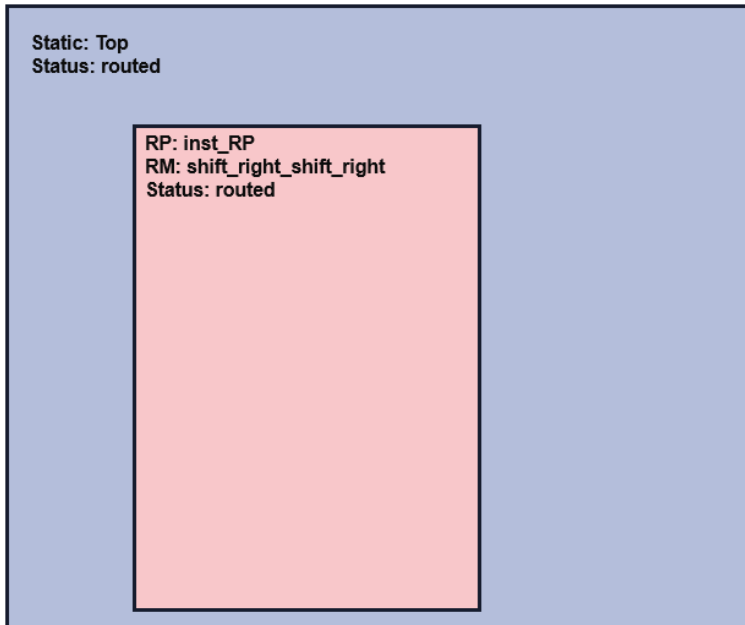 Static: Top
Status: routed
RP: inst_RP
RM: shift_right_shift_right
Status: routed